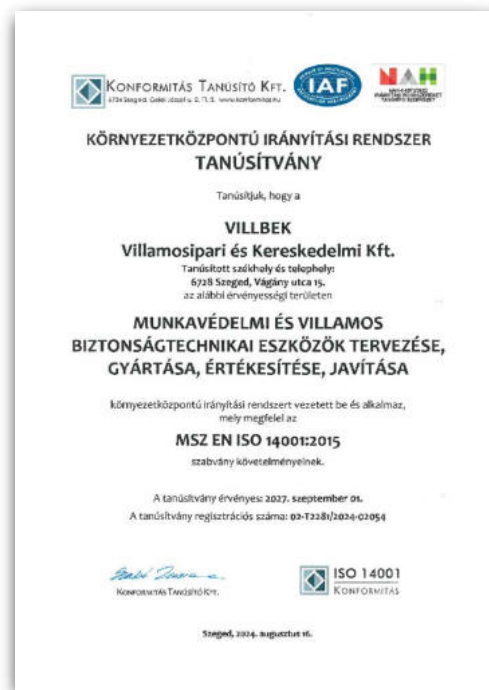 KONFORMITÁS TANÚSÍTÓ KFT.
www.konformitas.hu
IAF
NAH
KÖRNYEZETKÖZPONTÚ IRÁNYÍTÁSI RENDSZER
TANÚSÍTVÁNY
Tanúsítjuk, hogy a
VILLBEK
Villamosipari és Kereskedelmi Kft.
Tanúsított székhely és telephely:
6728 Szeged, Vágány utca 15.
az alábbi érvényességi területen
MUNKAVÉDELMI ÉS VILLAMOS
BIZTONSÁGTECHNIKAI ESZKÖZÖK TERVEZÉSE,
GYÁRTÁSA, ÉRTÉKESÍTÉSE, JAVÍTÁSA
környezetközpontú irányítási rendszert vezetett be és alkalmaz,
mely megfelel az
MSZ EN ISO 14001:2015
szabvány követelményeinek.
A tanúsítvány érvényes: 2027. szeptember 01.
A tanúsítvány regisztrációs száma: 02-T2281/2024-02054
KONFORMITÁS TANÚSÍTÓ KFT.
ISO 14001
KONFORMITÁS
Szeged, 2024. augusztus 16.